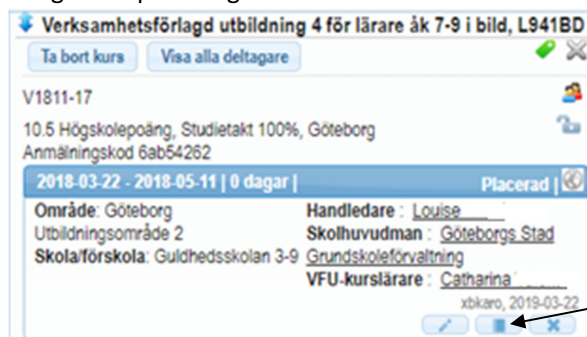 Verksamhetsförlagd utbildning 4 för lärare åk 7-9 i bild, L941BD
Ta bort kurs Visa alla deltagare
V1811-17
10.5 Högskolepoäng, Studietakt 100%, Göteborg
Anmälningskod 6ab54262
2018-03-22 - 2018-05-11 | 0 dagar | Placerad |
Område: Göteborg Handledare : Louise
Utbildningsområde 2 Skolhuvudman : Göteborgs Stad
Skola/förskola: Guldhedsskolan 3-9 Grundskoleförvaltning
VFU-kurslärare : Catharina
xbkaro, 2019-03-22